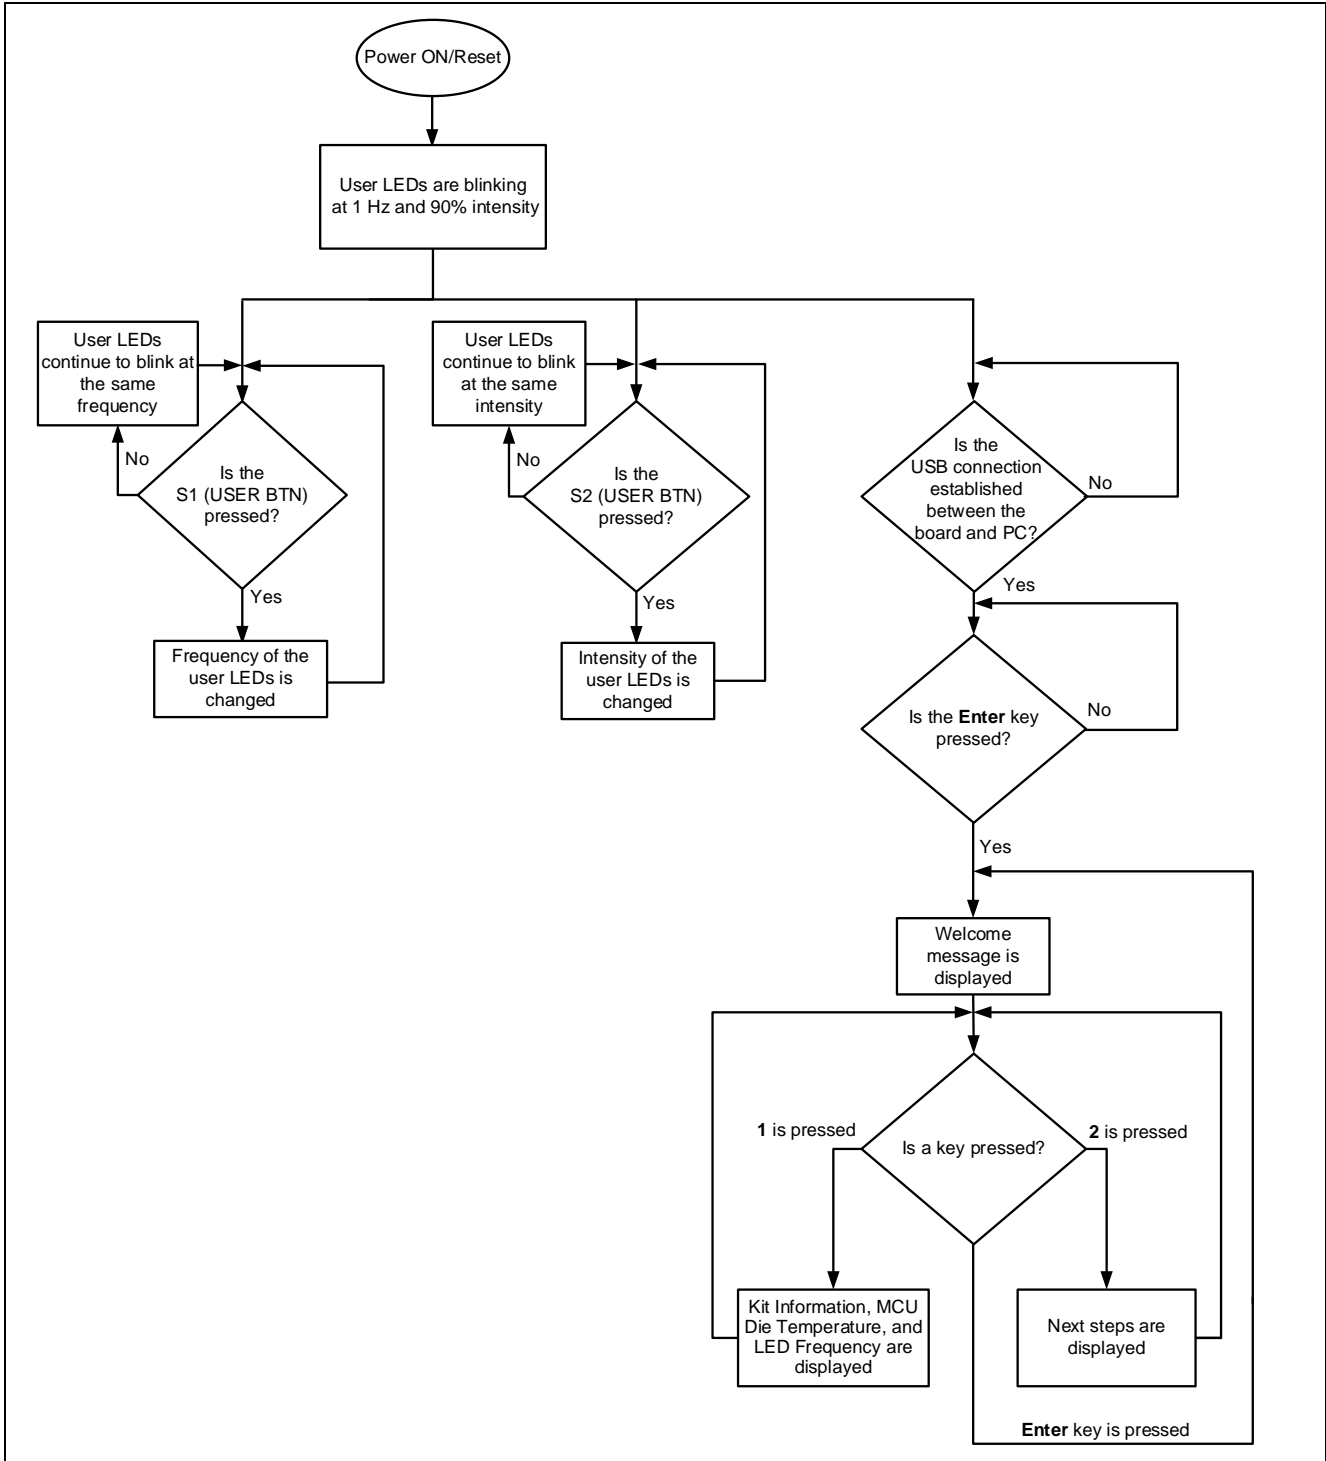 Power ON/Reset
User LEDs are blinking
at 1 Hz and 90% intensity
User LEDs
continue to blink at
the same
frequency
No
Is the
S1 (USER BTN)
pressed?
Yes
Frequency of the
user LEDs is
changed
User LEDs
continue to blink
at the same
intensity
No
Is the
S2 (USER BTN)
pressed?
Yes
Intensity of the
user LEDs is
changed
Is the
USB connection
established
between the
board and PC?
No
Yes
Is the Enter key
pressed?
No
Yes
Welcome
message is
displayed
1 is pressed
Is a key pressed?
2 is pressed
Kit Information, MCU
Die Temperature, and
LED Frequency are
displayed
Next steps are
displayed
Enter key is pressed